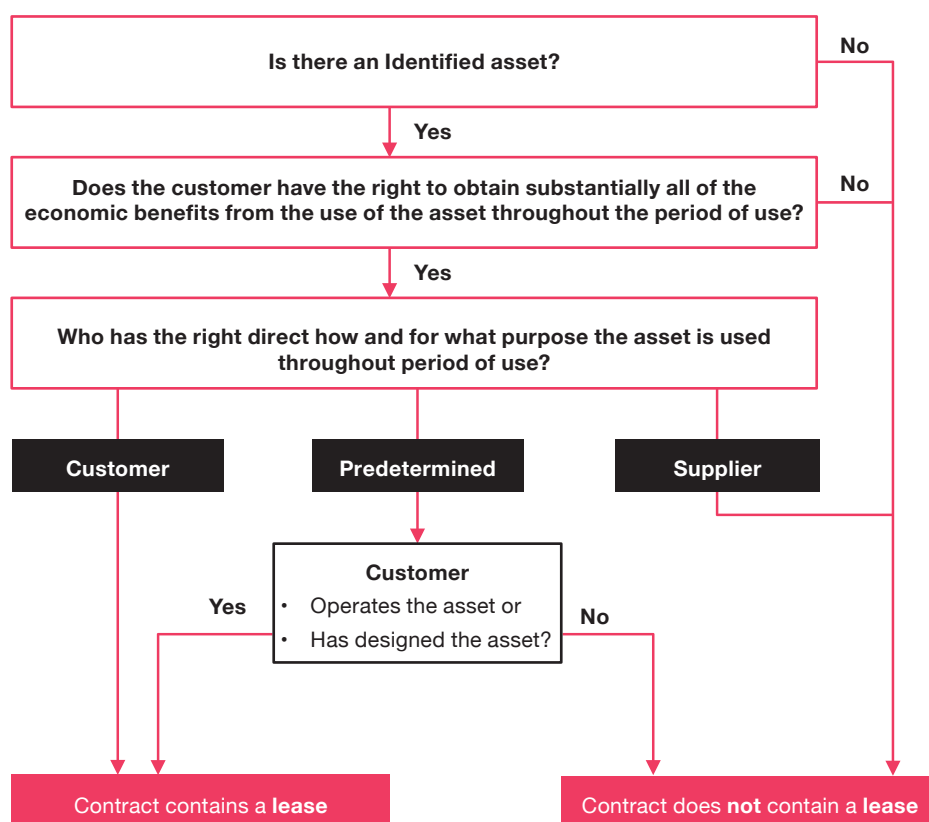 Is there an Identified asset?
No
Yes
Does the customer have the right to obtain substantially all of the
economic benefits from the use of the asset throughout the period of use?
No
Yes
Who has the right direct how and for what purpose the asset is used
throughout period of use?
Customer
Predetermined
Supplier
Customer
• Operates the asset or
• Has designed the asset?
Yes
No
Contract contains a lease
Contract does not contain a lease